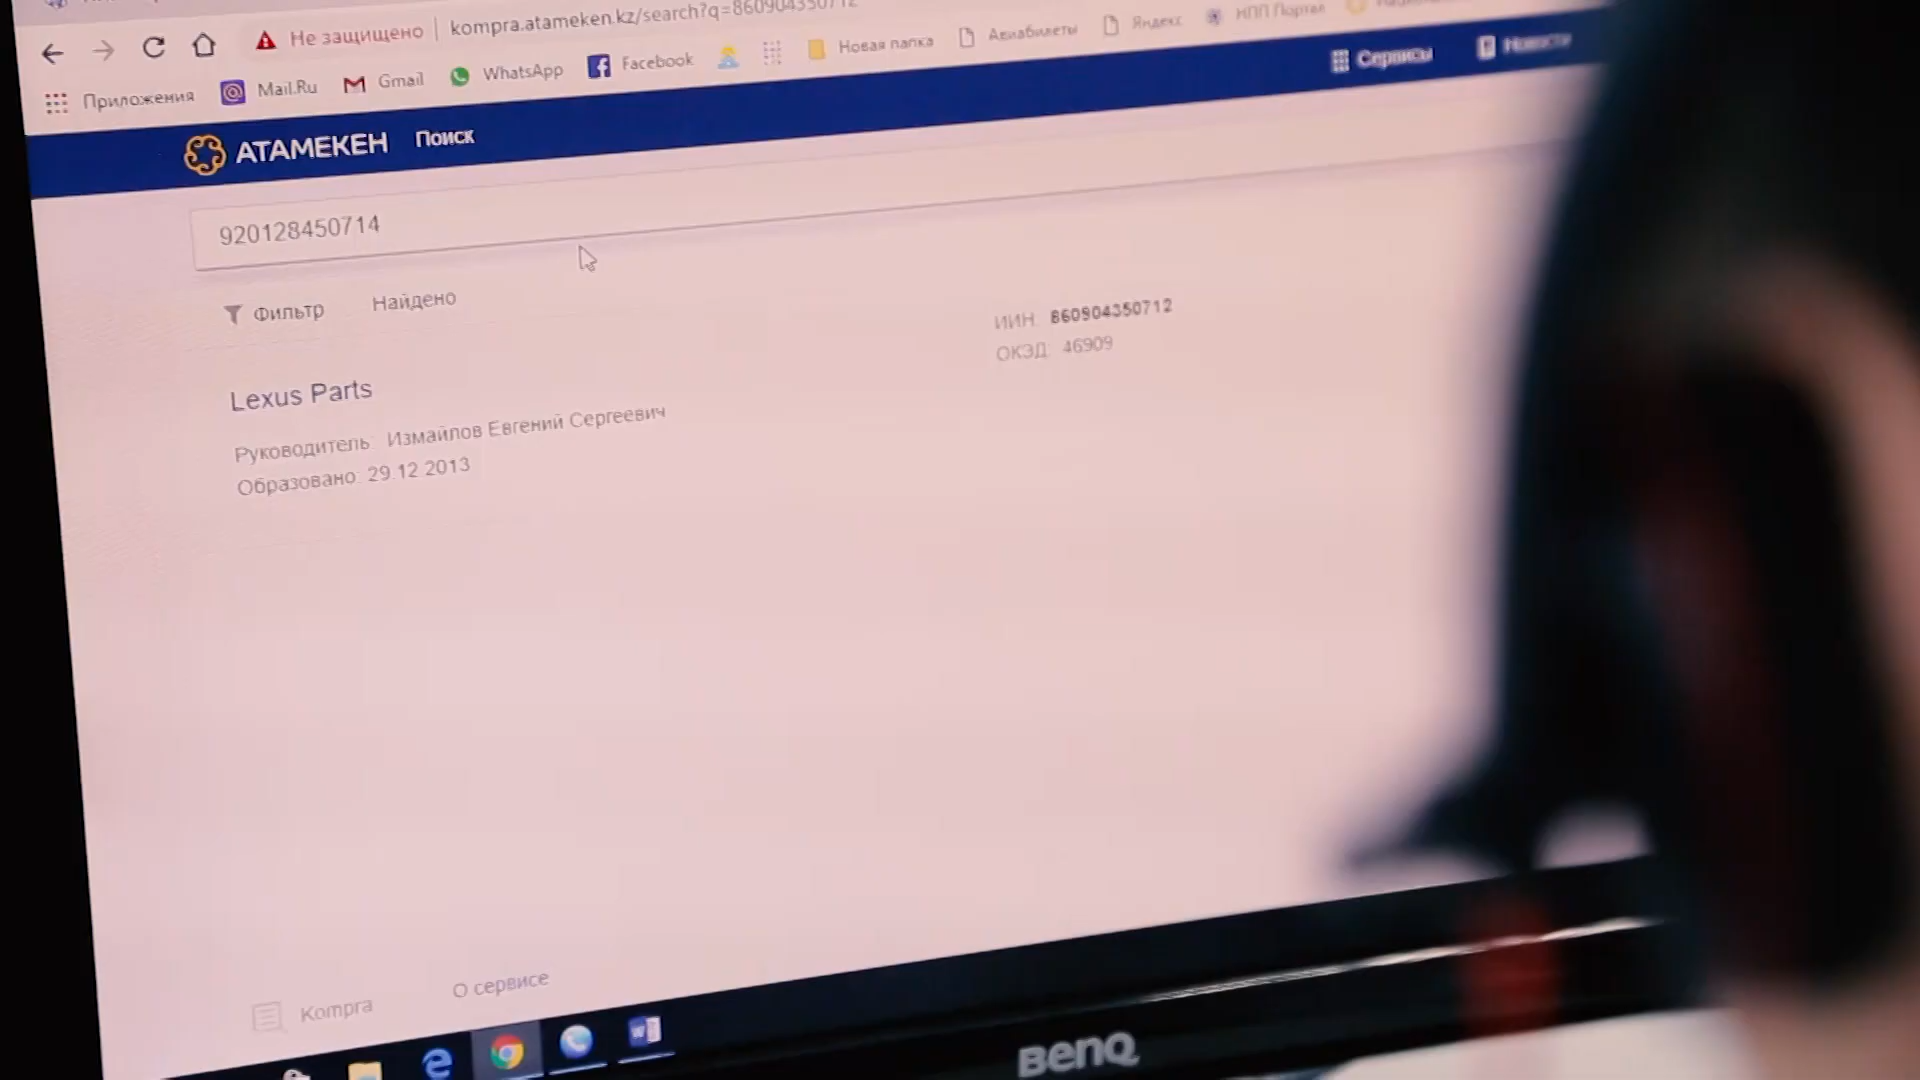 Не защищено kompra.atameken.kz/search?q=860904350712
Приложения Mail.Ru Gmail WhatsApp Facebook Новая папка Авиабилеты Яндекс НПП Портал
АТАМЕКЕН Поиск Сервисы Новости
920128450714
Фильтр Найдено
ИИН: 860904350712
ОКЭД: 46909
Lexus Parts
Руководитель: Измайлов Евгений Сергеевич
Образовано: 29.12.2013
Kompra О сервисе
BenQ